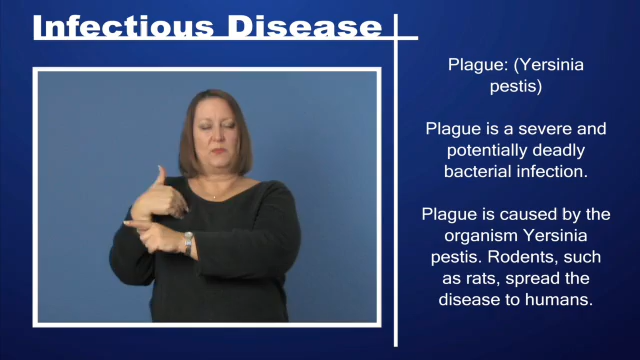 Infectious Disease
Plague: (Yersinia
pestis)
Plague is a severe and
potentially deadly
bacterial infection.
Plague is caused by the
organism Yersinia
pestis. Rodents, such
as rats, spread the
disease to humans.